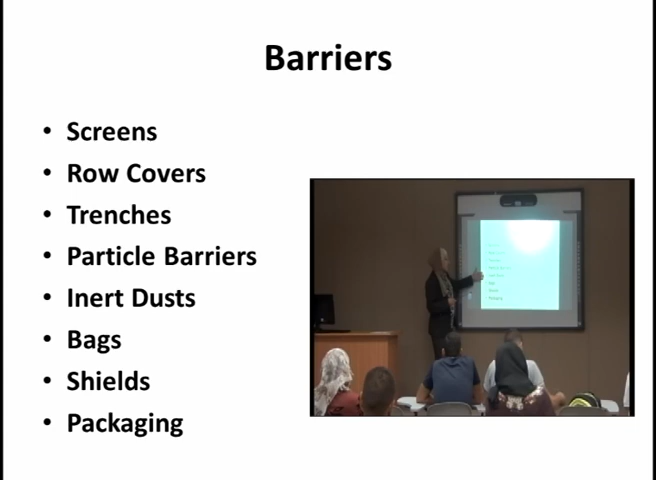 Barriers
• Screens
• Row Covers
• Trenches
• Particle Barriers
• Inert Dusts
• Bags
• Shields
• Packaging